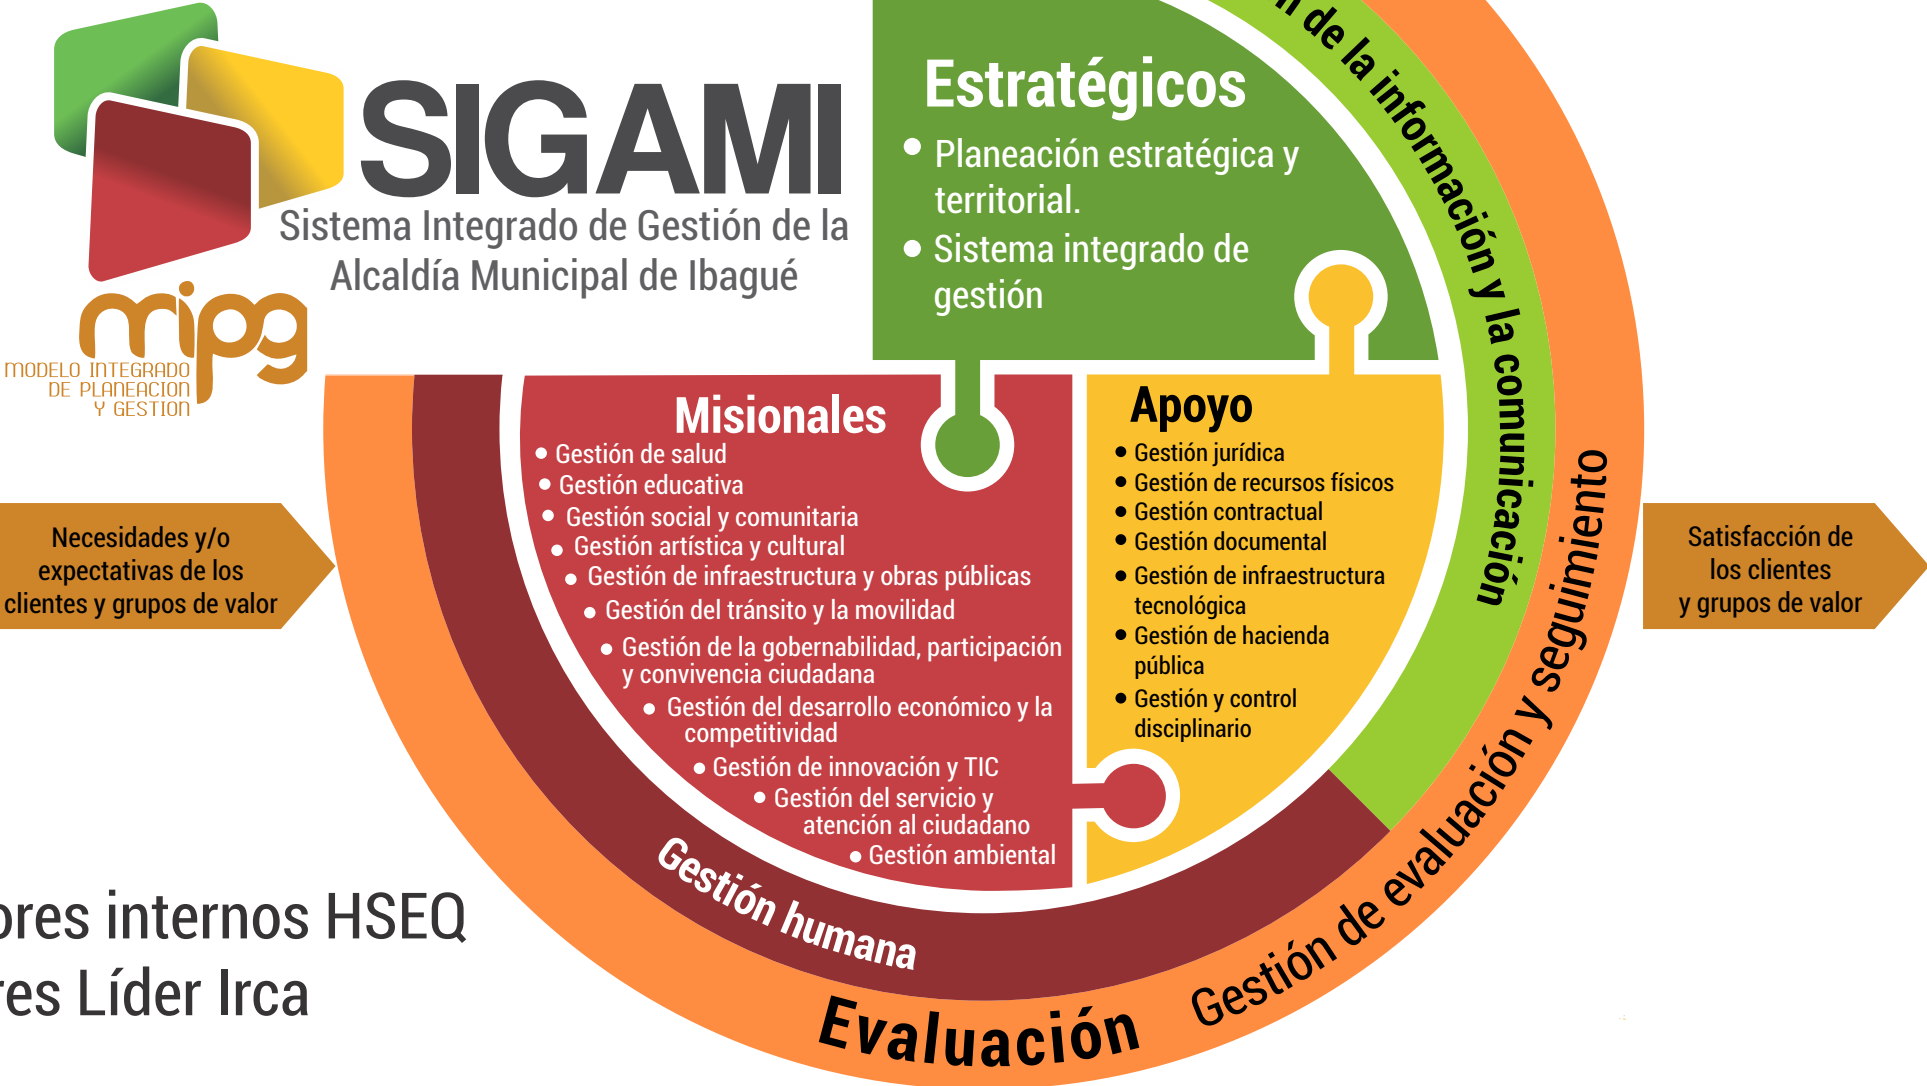 SIGAMI
Sistema Integrado de Gestión de la
Alcaldía Municipal de Ibagué
mipg
MODELO INTEGRADO
DE PLANEACION
Y GESTION
Necesidades y/o
expectativas de los
clientes y grupos de valor
Estratégicos
Planeación estratégica y
territorial.
Sistema integrado de
gestión
Misionales
Gestión de salud
Gestión educativa
Gestión social y comunitaria
Gestión artística y cultural
Gestión de infraestructura y obras públicas
Gestión del tránsito y la movilidad
Gestión de la gobernabilidad, participación
y convivencia ciudadana
Gestión del desarrollo económico y la
competitividad
Gestión de innovación y TIC
Gestión del servicio y
atención al ciudadano
Gestión ambiental
Apoyo
Gestión jurídica
Gestión de recursos físicos
Gestión contractual
Gestión documental
Gestión de infraestructura
tecnológica
Gestión de hacienda
pública
Gestión y control
disciplinario
de la información y la comunicación
Gestión humana
Evaluación
Gestión de evaluación y seguimiento
Satisfacción de
los clientes
y grupos de valor
internos HSEQ
Líder Irca